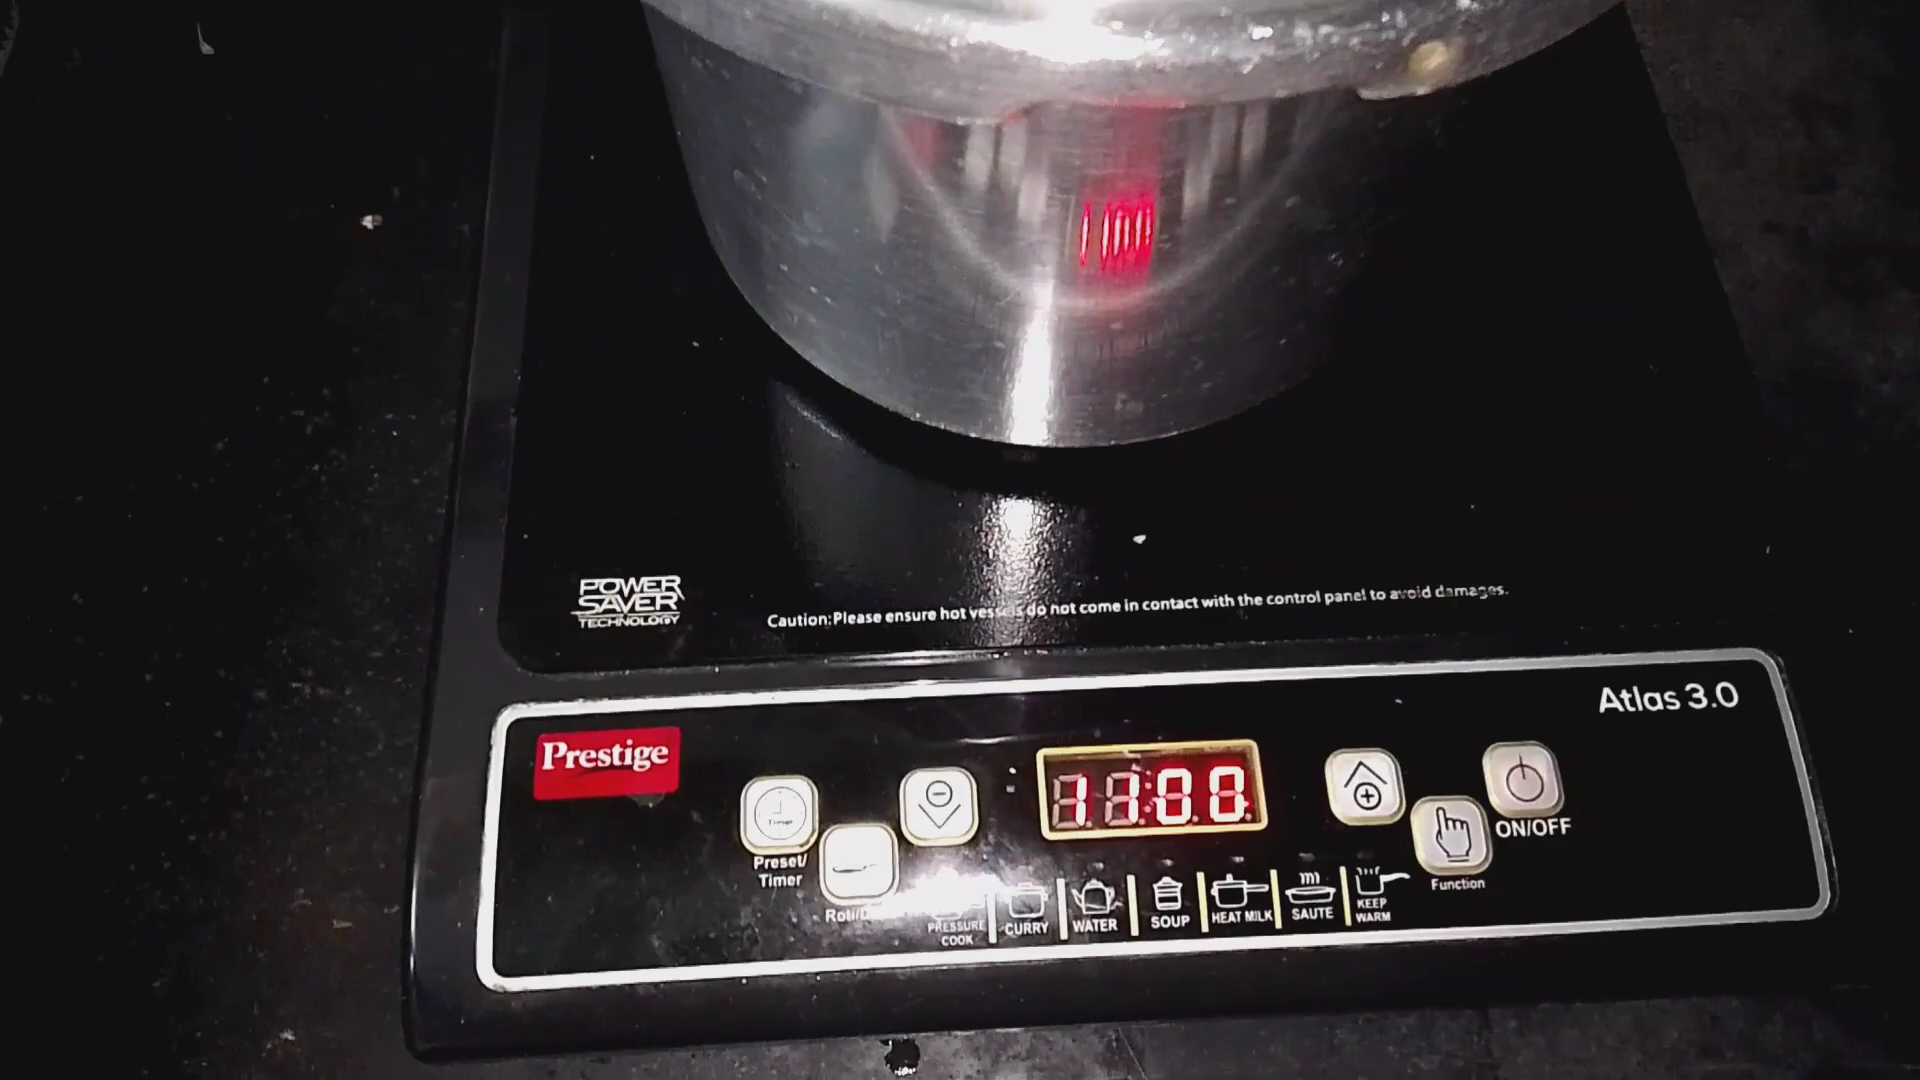 POWER
SAVER
TECHNOLOGY
Caution:Please ensure hot vessels do not come in contact with the control panel to avoid damages.
Atlas 3.0
Prestige
Timer
Preset/
Timer
1100
ON/OFF
Function
PRESSURE
COOK
CURRY
WATER
SOUP
HEAT MILK
SAUTE
KEEP
WARM